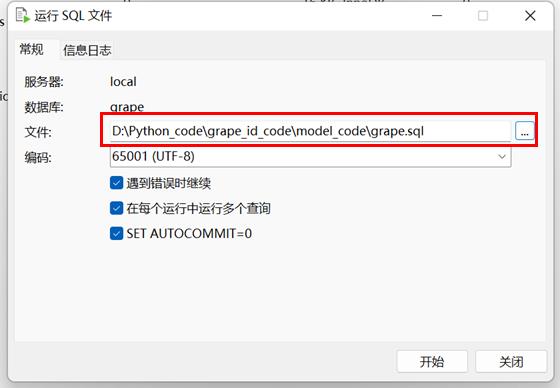 运行 SQL 文件
常规 信息日志
服务器: local
数据库: grape
文件: D:\Python_code\grape_id_code\model_code\grape.sql ...
编码: 65001 (UTF-8)
遇到错误时继续
在每个运行中运行多个查询
SET AUTOCOMMIT=0
开始 关闭